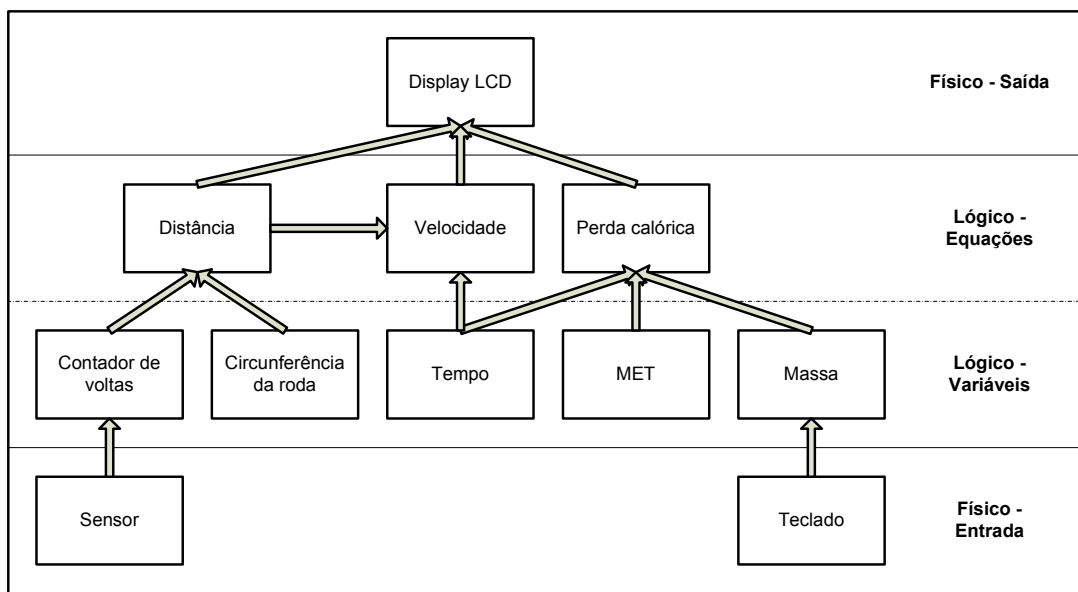 Display LCD
Físico - Saída
Distância
Velocidade
Perda calórica
Lógico -
Equações
Contador de
voltas
Circunferência
da roda
Tempo
MET
Massa
Lógico -
Variáveis
Sensor
Teclado
Físico -
Entrada